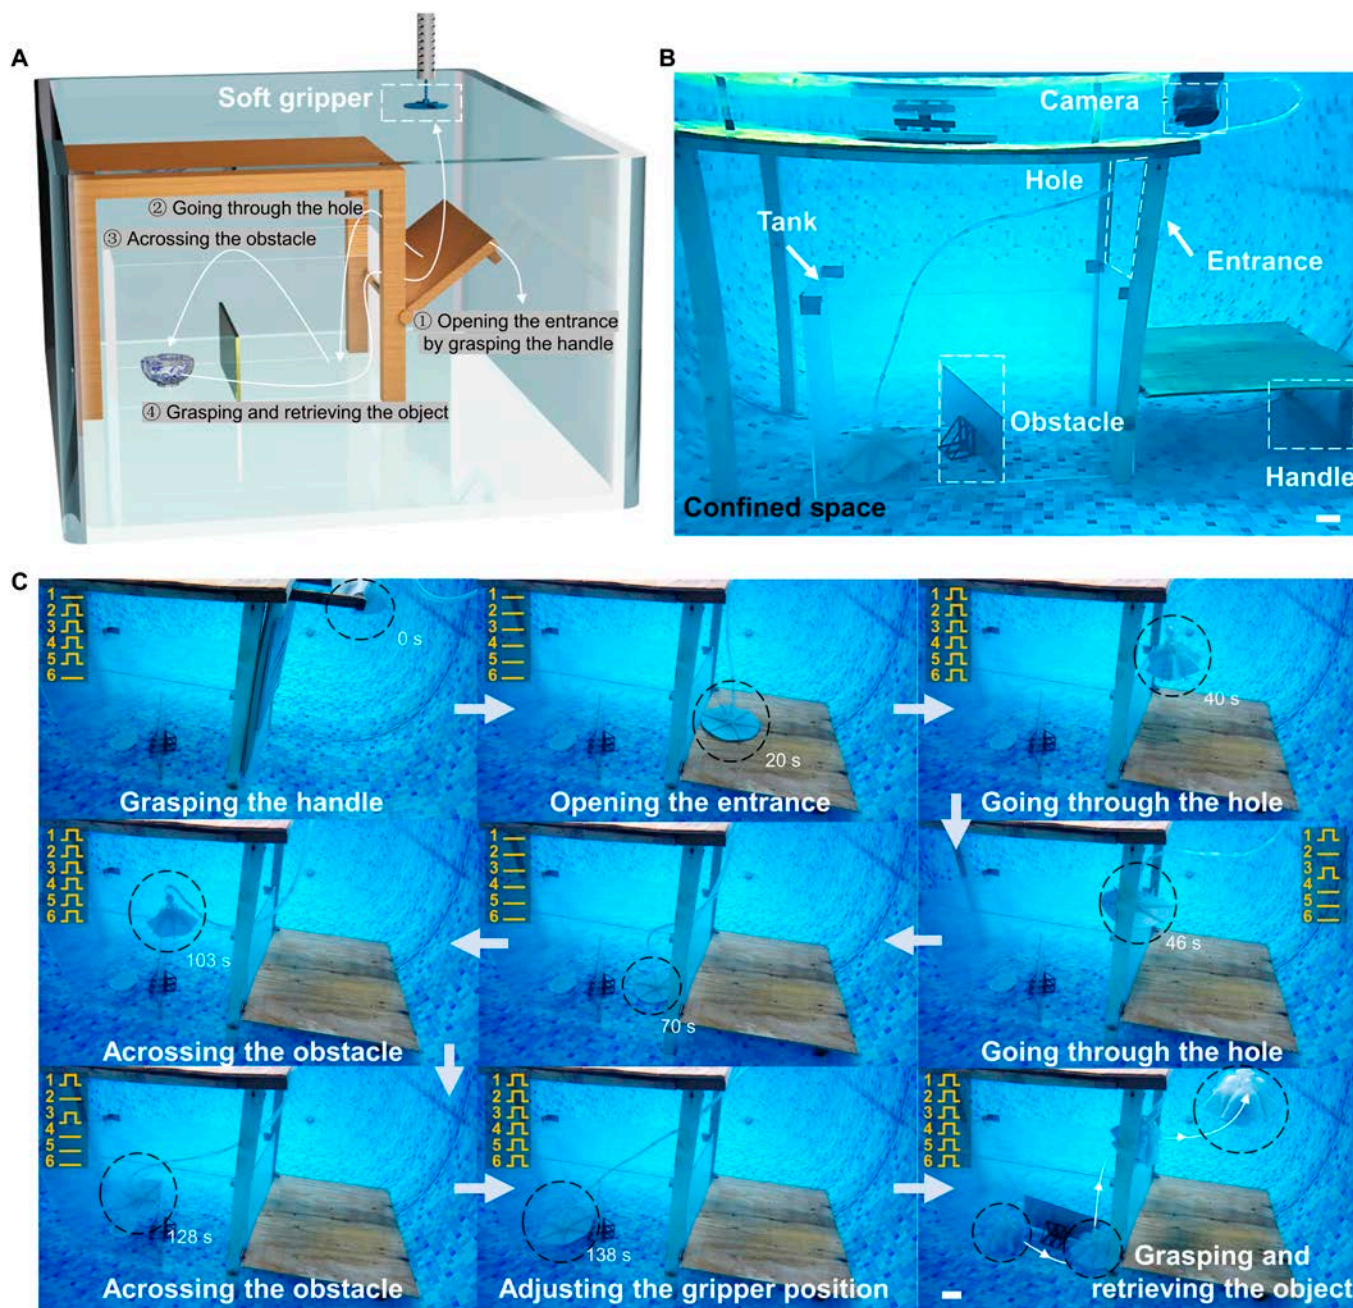 A
Soft gripper
② Going through the hole
③ Acrossing the obstacle
① Opening the entrance
by grasping the handle
④ Grasping and retrieving the object
B
Camera
Hole
Tank
Entrance
Obstacle
Handle
Confined space
C
1
2
3
4
5
6
0 s
Grasping the handle
1
2
3
4
5
6
20 s
Opening the entrance
1
2
3
4
5
6
40 s
Going through the hole
1
2
3
4
5
6
103 s
Acrossing the obstacle
1
2
3
4
5
6
70 s
1
2
3
4
5
6
46 s
Going through the hole
1
2
3
4
5
6
128 s
Acrossing the obstacle
1
2
3
4
5
6
138 s
Adjusting the gripper position
1
2
3
4
5
6
Grasping and
retrieving the object